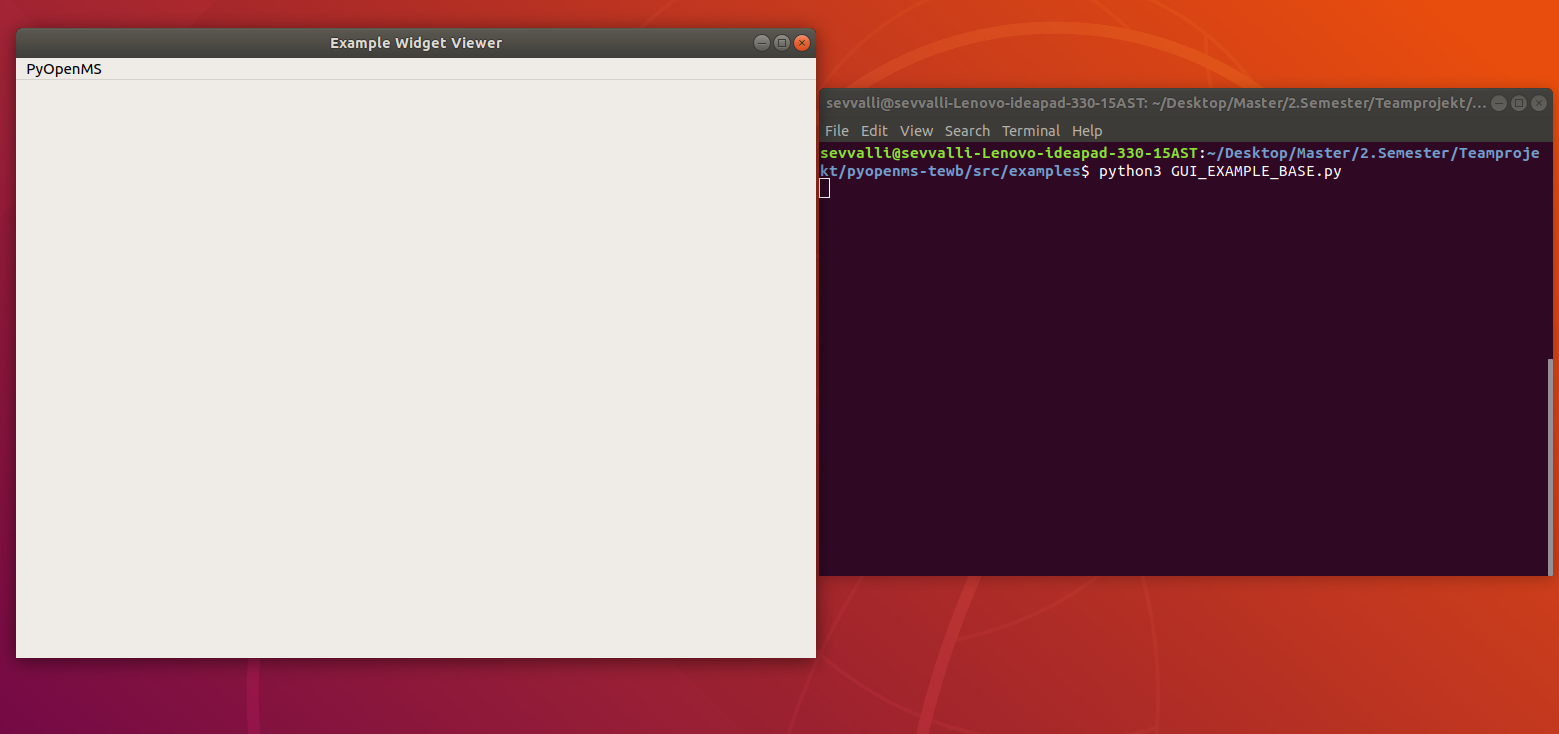 Example Widget Viewer
PyOpenMS
sevvalli@sevvalli-Lenovo-ideapad-330-15AST: ~/Desktop/Master/2.Semester/Teamprojekt/...
File Edit View Search Terminal Help
sevvalli@sevvalli-Lenovo-ideapad-330-15AST:~/Desktop/Master/2.Semester/Teamproje
kt/pyopenms-tewb/src/examples$ python3 GUI_EXAMPLE_BASE.py